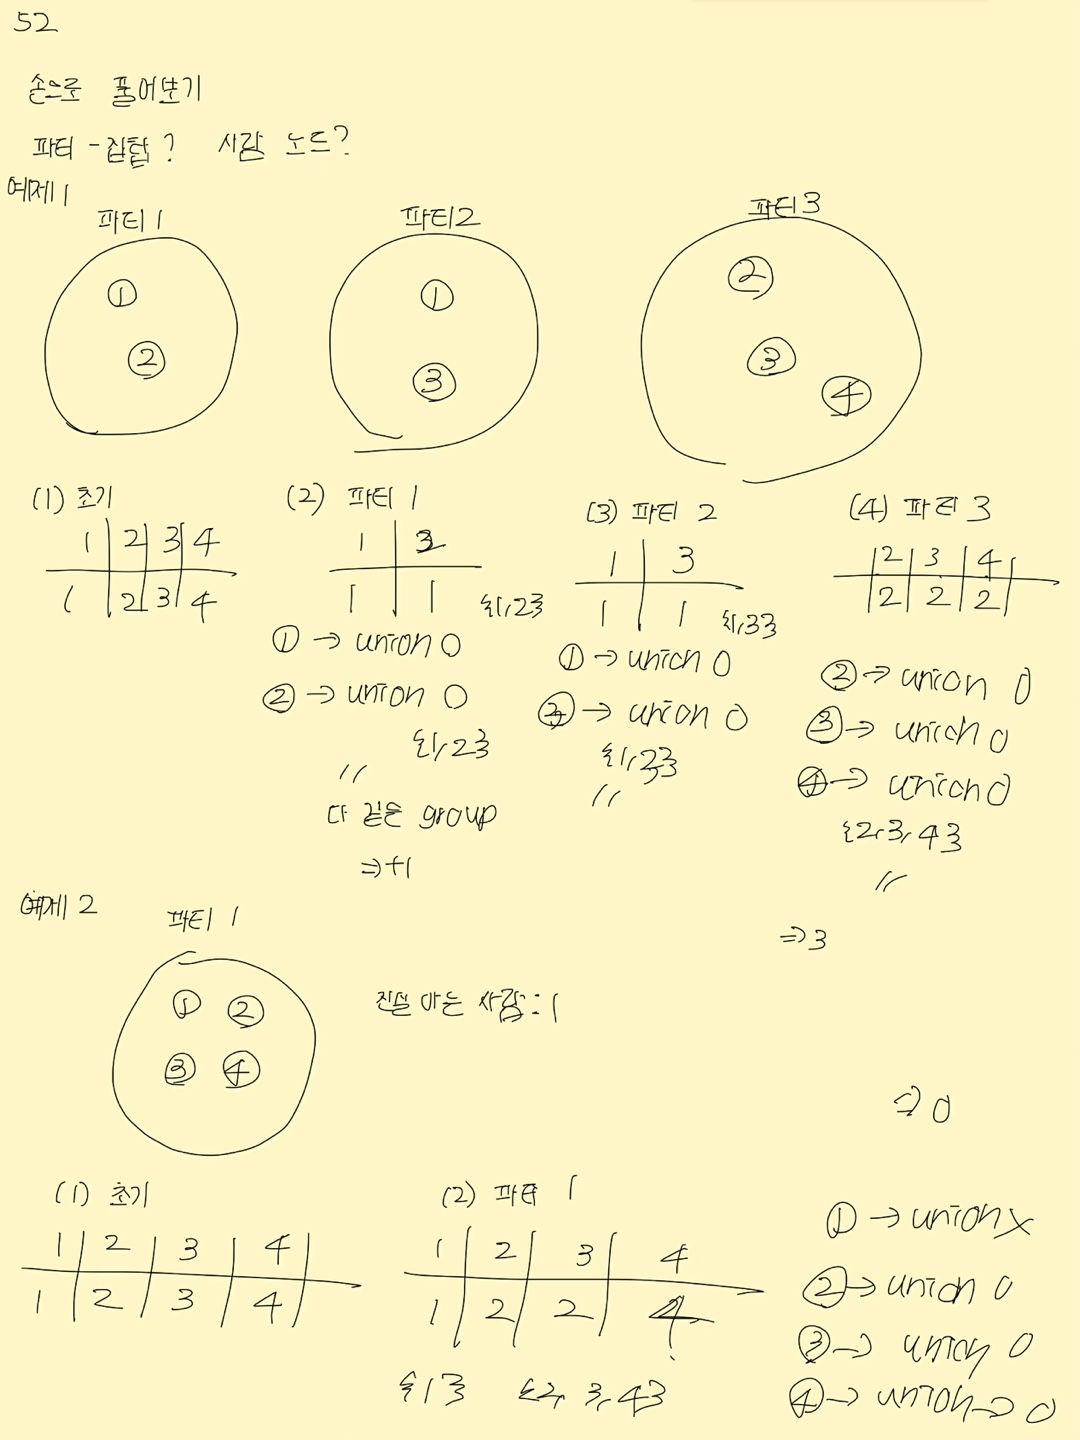 52
손으로 풀어보기
파티 - 집합? 사람 노드?
예제1
파티1 파티2 파티3
① ① ②
② ③ ③
④
(1) 초기
1 2 3 4
1 2 3 4
(2) 파티 1
1
1 1 {1,2}
① → union O
② → union O
{1,2}
〃
다 같은 group
⇒ +1
(3) 파티 2
1 3
1 1 {1,3}
① → union O
→ union O
〃
(4) 파티 3
2 3 4
2 2 2
② → union O
③ → union O
④ → union O
{2,3,4}
〃
⇒ 3
예제2
파티 1
① ②
③ ④
진실 아는 사람 : 1
⇒ 0
(1) 초기
1 2 3 4
1 2 3 4
(2) 파티 1
1 2 3 4
1 2 2
{1} {2, 3, 4}
① → union X
② → union O
③ → union O
④ → union → O